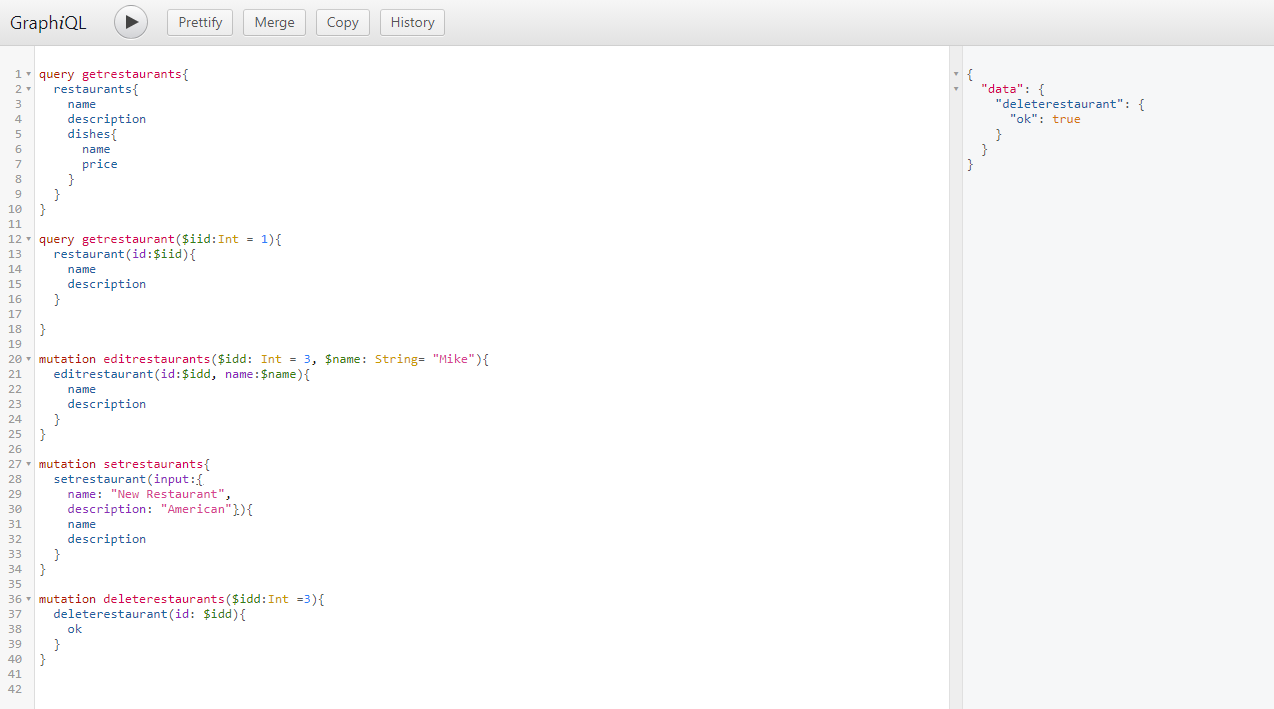 GraphiQL Prettify Merge Copy History
1 query getrestaurants{
2   restaurants{
3     name
4     description
5     dishes{
6       name
7       price
8     }
9   }
10 }
11
12 query getrestaurant($iid:Int = 1){
13   restaurant(id:$iid){
14     name
15     description
16   }
17
18 }
19
20 mutation editrestaurants($idd: Int = 3, $name: String= "Mike"){
21   editrestaurant(id:$idd, name:$name){
22     name
23     description
24   }
25 }
26
27 mutation setrestaurants{
28   setrestaurant(input:{
29     name: "New Restaurant",
30     description: "American"}){
31     name
32     description
33   }
34 }
35
36 mutation deleterestaurants($idd:Int =3){
37   deleterestaurant(id: $idd){
38     ok
39   }
40 }
41
42
{
  "data": {
    "deleterestaurant": {
      "ok": true
    }
  }
}